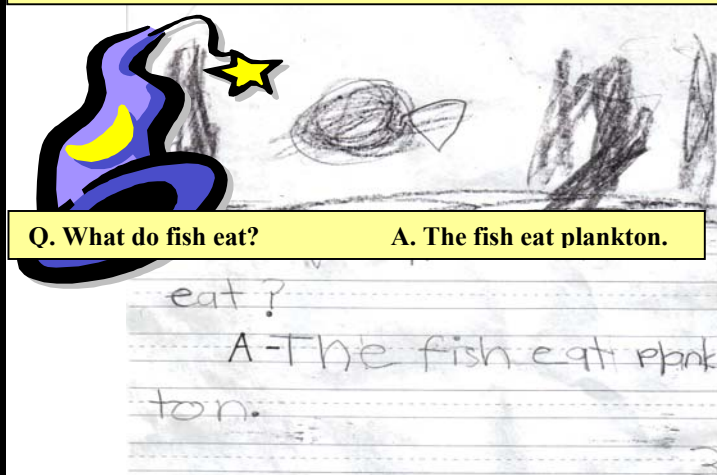 Q. What do fish eat? A. The fish eat plankton.
eat?
A-The fish eat plank
ton.